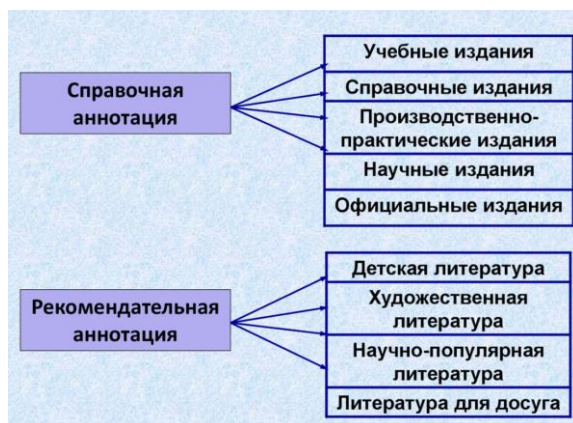 Справочная
аннотация
Учебные издания
Справочные издания
Производственно-
практические издания
Научные издания
Официальные издания
Рекомендательная
аннотация
Детская литература
Художественная
литература
Научно-популярная
литература
Литература для досуга